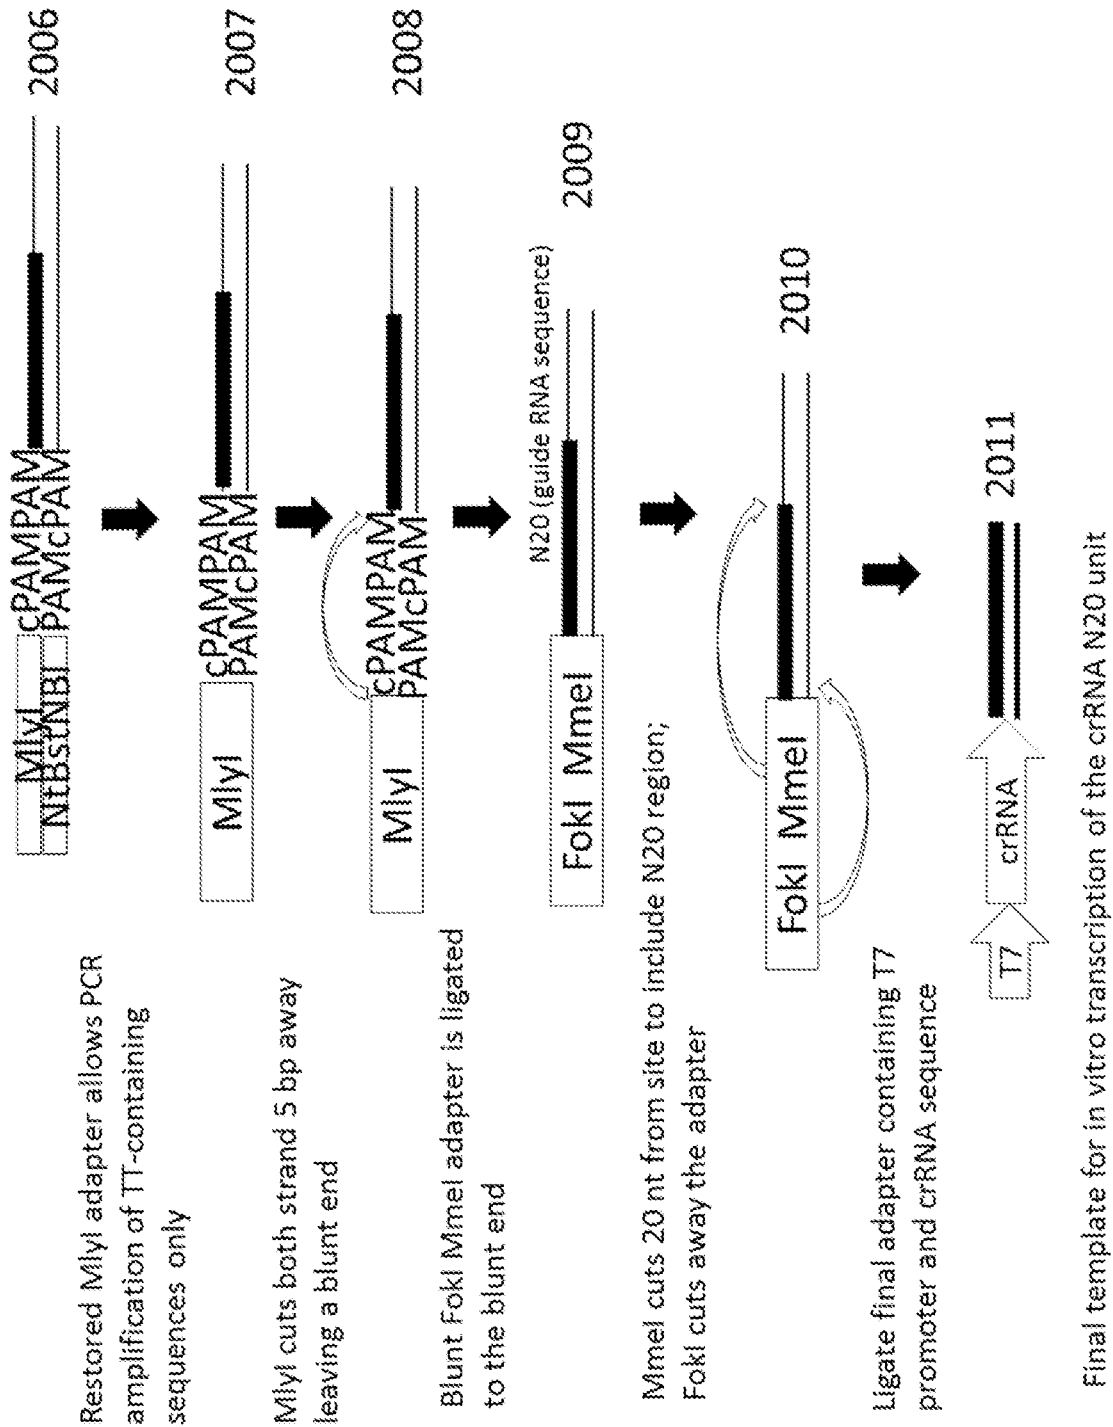 MlyI
NtBstNBI
cPAMPAM
PAMcPAM
2006
Restored MlyI adapter allows PCR
amplification of TT-containing
sequences only
MlyI
cPAMPAM
PAMcPAM
2007
MlyI cuts both strand 5 bp away
leaving a blunt end
MlyI
cPAMPAM
PAMcPAM
2008
Blunt FokI MmeI adapter is ligated
to the blunt end
N20 (guide RNA sequence)
FokI MmeI
2009
MmeI cuts 20 nt from site to include N20 region;
FokI cuts away the adapter
FokI MmeI
2010
Ligate final adapter containing T7
promoter and crRNA sequence
T7
crRNA
2011
Final template for in vitro transcription of the crRNA N20 unit